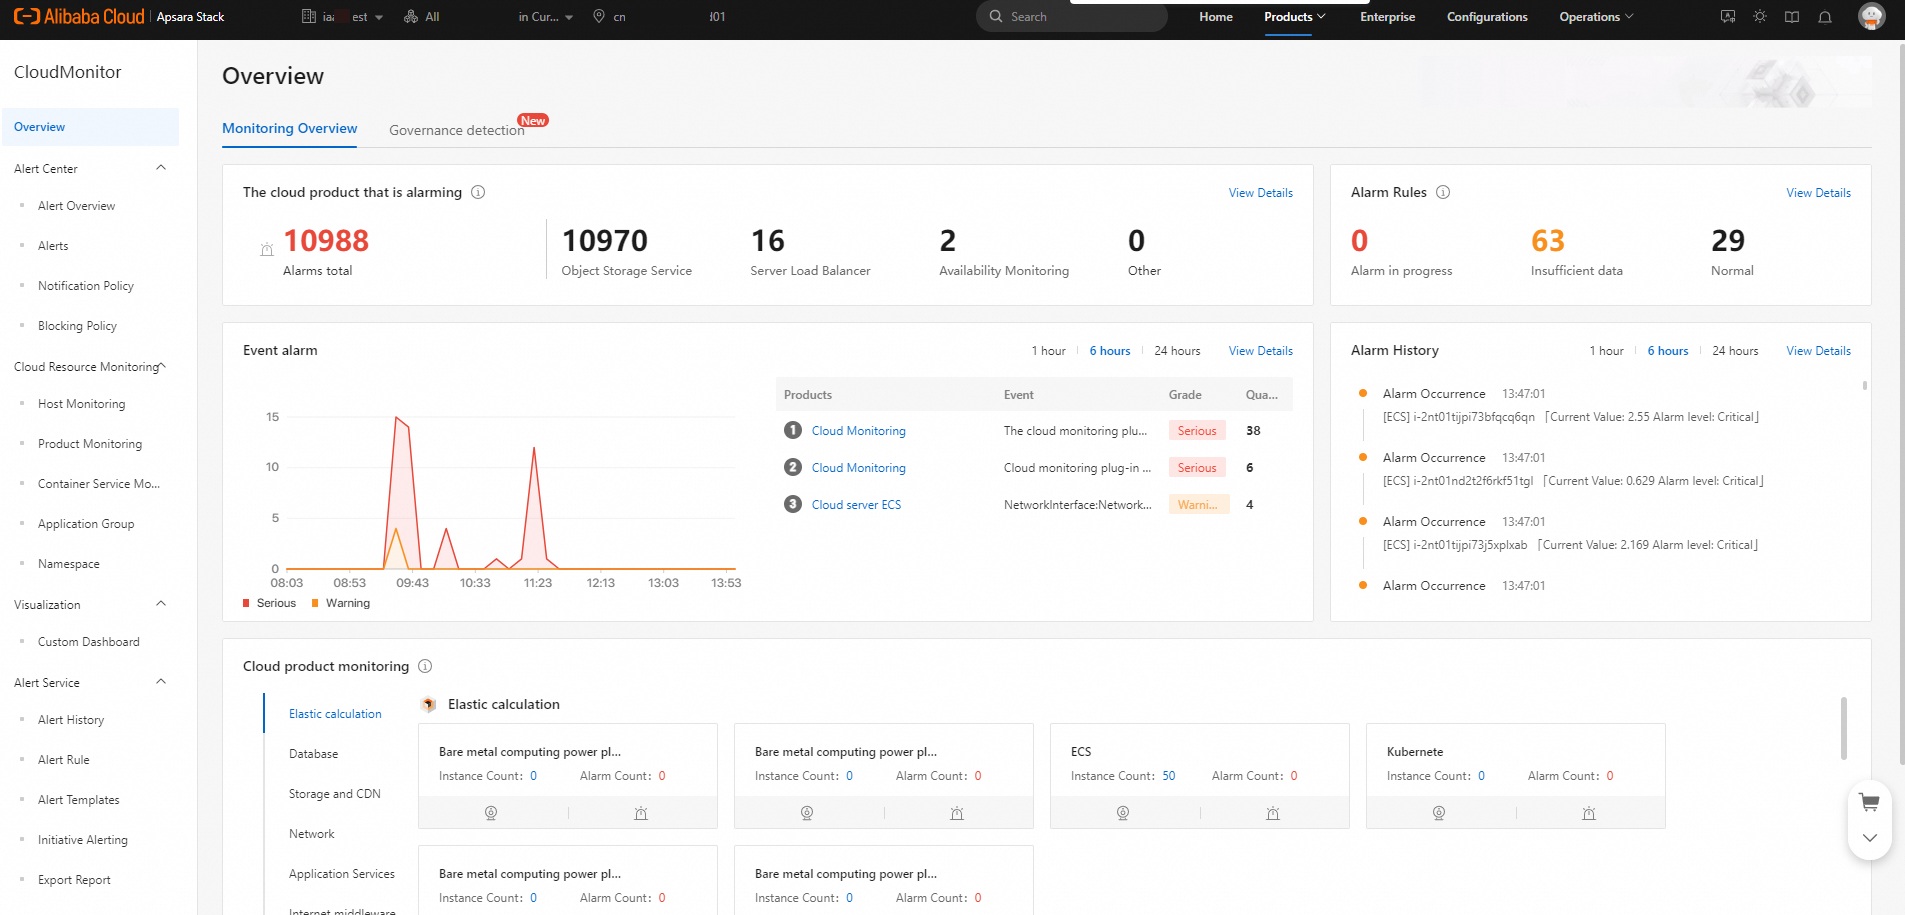 Alibaba Cloud | Apsara Stack
iaa est
All
in Cur...
cn
d01
Search
Home
Products
Enterprise
Configurations
Operations
CloudMonitor
Overview
Alert Center
Alert Overview
Alerts
Notification Policy
Blocking Policy
Cloud Resource Monitoring
Host Monitoring
Product Monitoring
Container Service Mo...
Application Group
Namespace
Visualization
Custom Dashboard
Alert Service
Alert History
Alert Rule
Alert Templates
Initiative Alerting
Export Report
Overview
Monitoring Overview
Governance detection
New
The cloud product that is alarming
View Details
10988
Alarms total
10970
Object Storage Service
16
Server Load Balancer
2
Availability Monitoring
0
Other
Alarm Rules
View Details
0
Alarm in progress
63
Insufficient data
29
Normal
Event alarm
1 hour
6 hours
24 hours
View Details
15
10
5
0
08:03 08:53 09:43 10:33 11:23 12:13 13:03 13:53
Serious Warning
Products Event Grade Qua...
1 Cloud Monitoring The cloud monitoring plu... Serious 38
2 Cloud Monitoring Cloud monitoring plug-in ... Serious 6
3 Cloud server ECS NetworkInterface:Network... Warni... 4
Alarm History
1 hour
6 hours
24 hours
View Details
Alarm Occurrence 13:47:01
[ECS] i-2nt01tijpi73bfqcq6qn 「Current Value: 2.55 Alarm level: Critical」
Alarm Occurrence 13:47:01
[ECS] i-2nt01nd2t2f6rkf51tgl 「Current Value: 0.629 Alarm level: Critical」
Alarm Occurrence 13:47:01
[ECS] i-2nt01tijpi73j5xplxab 「Current Value: 2.169 Alarm level: Critical」
Alarm Occurrence 13:47:01
Cloud product monitoring
Elastic calculation
Database
Storage and CDN
Network
Application Services
Internet middleware
Elastic calculation
Bare metal computing power pl...
Instance Count: 0 Alarm Count: 0
Bare metal computing power pl...
Instance Count: 0 Alarm Count: 0
ECS
Instance Count: 50 Alarm Count: 0
Kubernete
Instance Count: 0 Alarm Count: 0
Bare metal computing power pl...
Instance Count: 0 Alarm Count: 0
Bare metal computing power pl...
Instance Count: 0 Alarm Count: 0